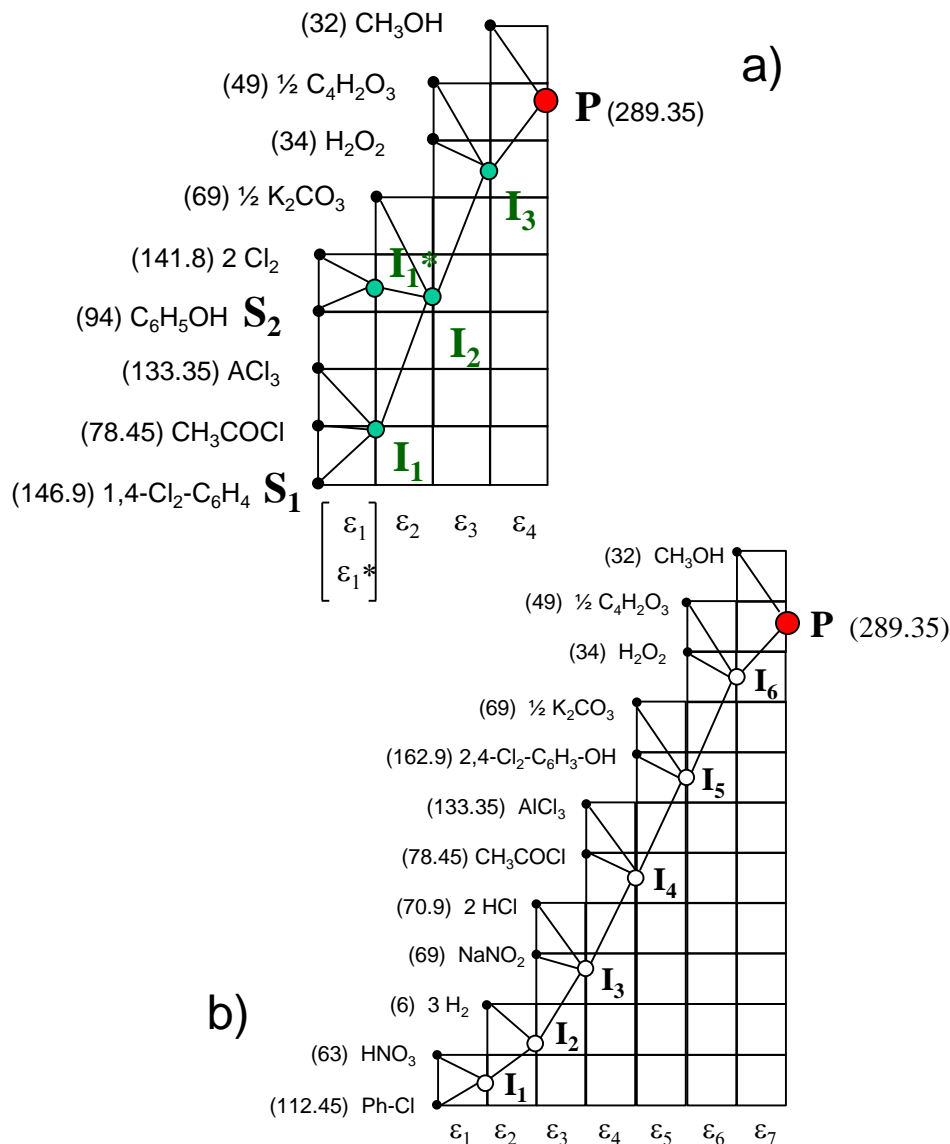 (32) CH₃OH
a)
(49) ½ C₄H₂O₃
P (289.35)
(34) H₂O₂
(69) ½ K₂CO₃
I₃
(141.8) 2 Cl₂
I₁*
(94) C₆H₅OH S₂
I₂
(133.35) ACl₃
(78.45) CH₃COCl
I₁
(146.9) 1,4-Cl₂-C₆H₄ S₁
ε₁ ε₂ ε₃ ε₄
ε₁*
(32) CH₃OH
(49) ½ C₄H₂O₃
P (289.35)
(34) H₂O₂
I₆
(69) ½ K₂CO₃
(162.9) 2,4-Cl₂-C₆H₃-OH
I₅
(133.35) AlCl₃
(78.45) CH₃COCl
I₄
(70.9) 2 HCl
(69) NaNO₂
I₃
b)
(6) 3 H₂
I₂
(63) HNO₃
I₁
(112.45) Ph-Cl
ε₁ ε₂ ε₃ ε₄ ε₅ ε₆ ε₇